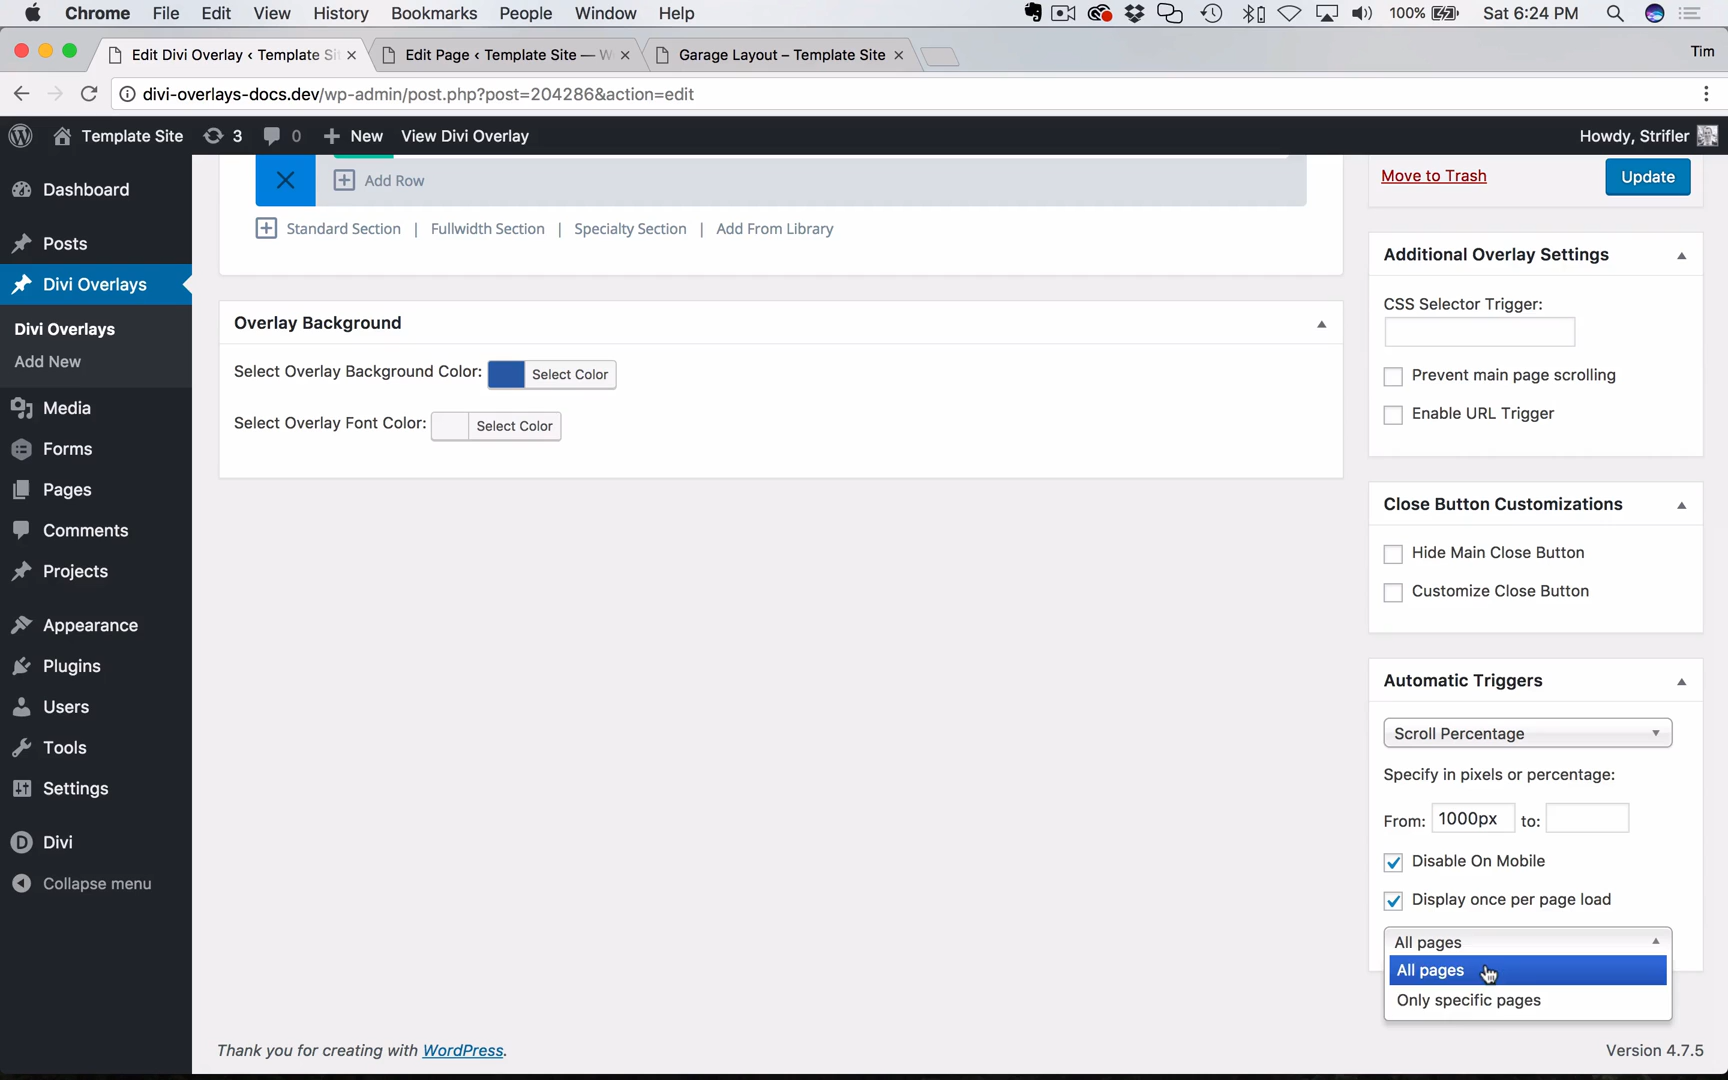 Chrome File Edit View History Bookmarks People Window Help 100% Sat 6:24 PM
Edit Divi Overlay ‹ Template Si Edit Page ‹ Template Site — W Garage Layout – Template Site Tim
divi-overlays-docs.dev/wp-admin/post.php?post=204286&action=edit
Template Site 3 0 New View Divi Overlay Howdy, Strifler
Dashboard
Posts
Divi Overlays
Divi Overlays
Add New
Media
Forms
Pages
Comments
Projects
Appearance
Plugins
Users
Tools
Settings
D Divi
Collapse menu
Add Row
Standard Section | Fullwidth Section | Specialty Section | Add From Library
Overlay Background
Select Overlay Background Color: Select Color
Select Overlay Font Color: Select Color
Move to Trash Update
Additional Overlay Settings
CSS Selector Trigger:
Prevent main page scrolling
Enable URL Trigger
Close Button Customizations
Hide Main Close Button
Customize Close Button
Automatic Triggers
Scroll Percentage
Specify in pixels or percentage:
From: 1000px to:
Disable On Mobile
Display once per page load
All pages
All pages
Only specific pages
Thank you for creating with WordPress. Version 4.7.5